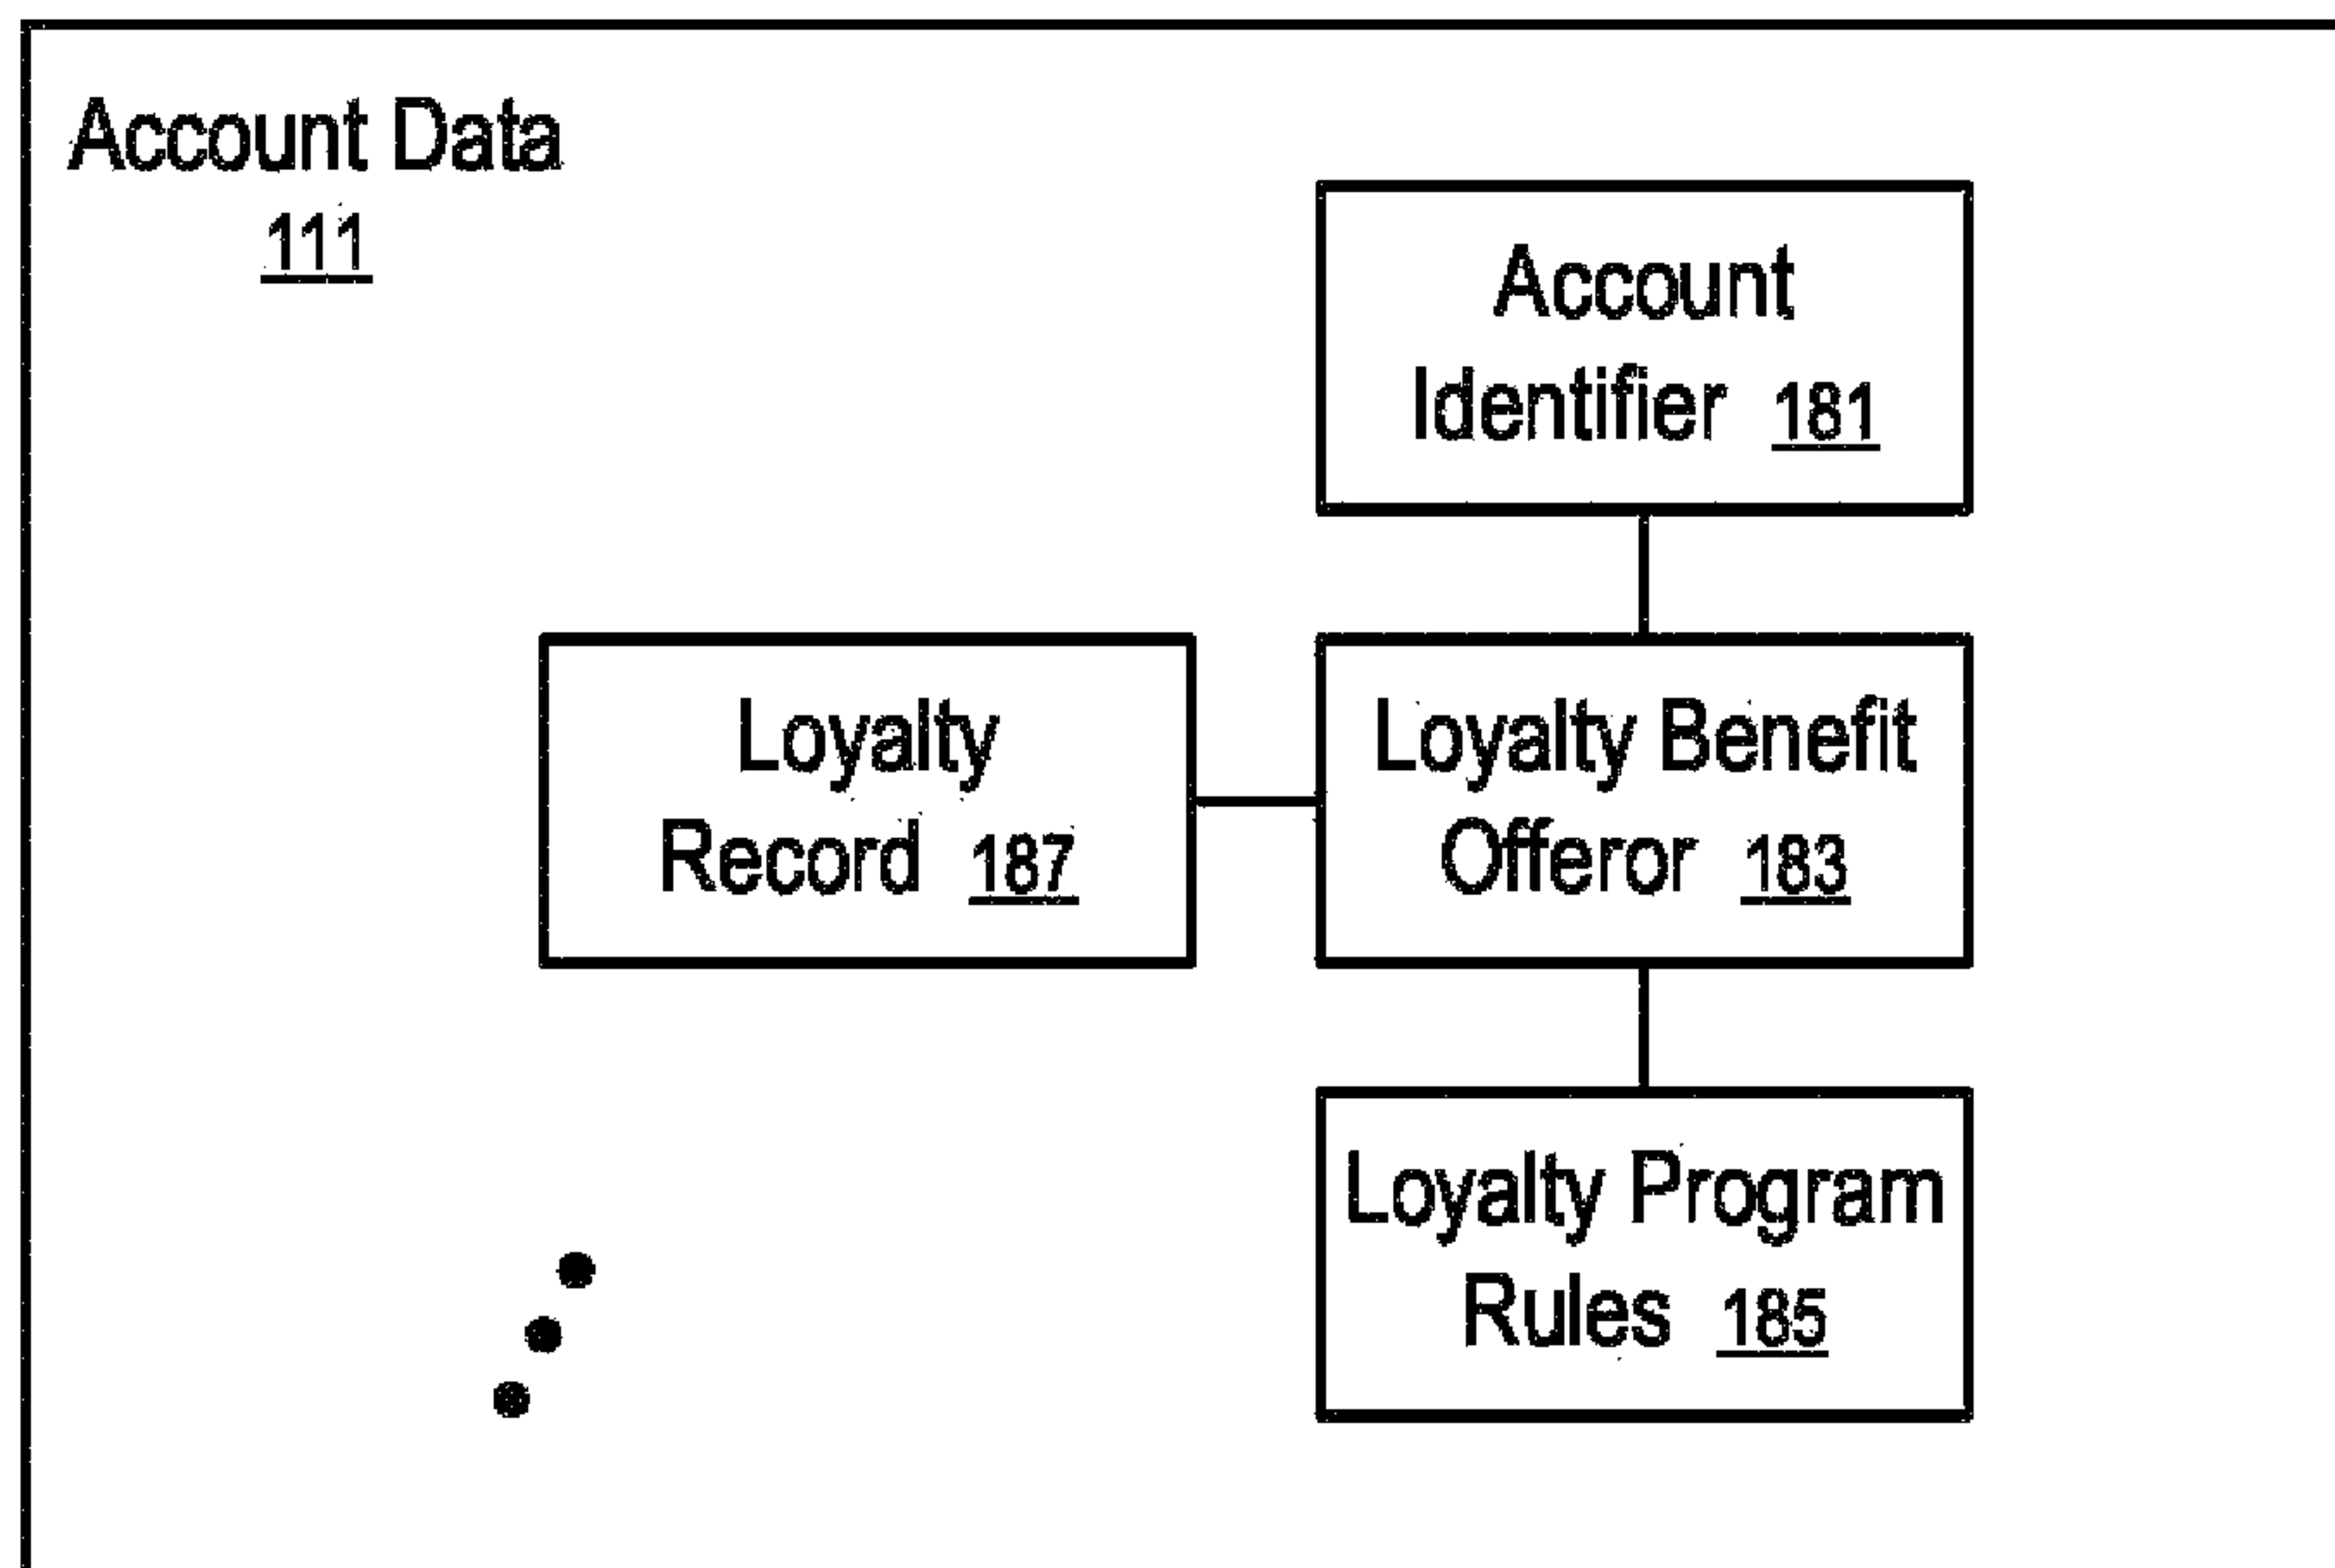 Account Data
111
Account
Identifier 181
Loyalty
Record 187
Loyalty Benefit
Offeror 183
Loyalty Program
Rules 185